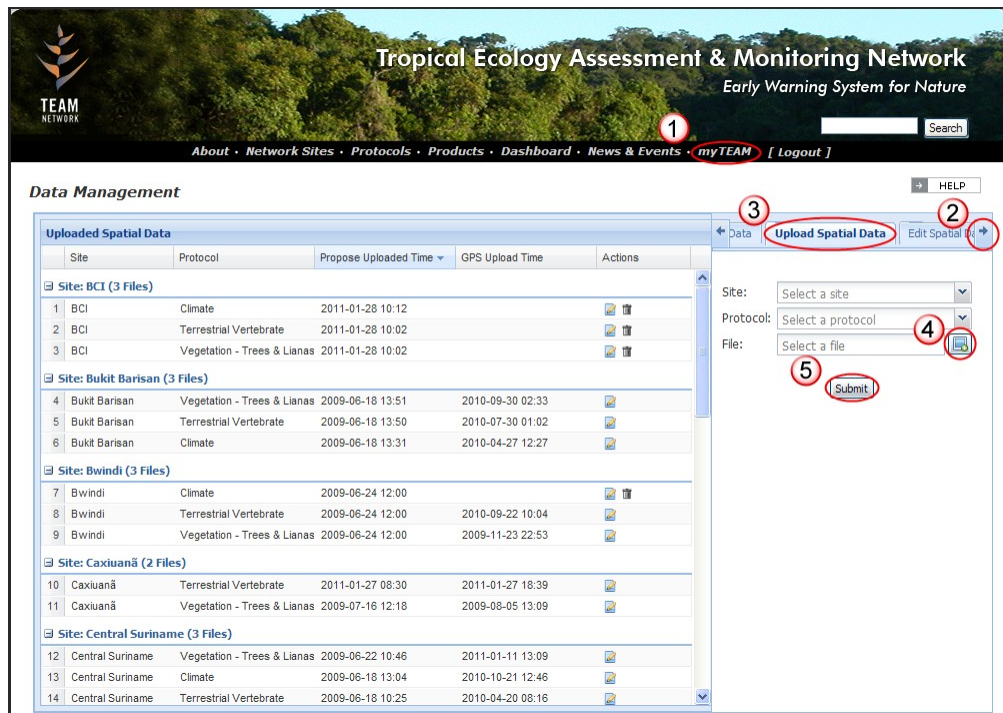 Tropical Ecology Assessment & Monitoring Network
Early Warning System for Nature
TEAM
NETWORK
Search
1
About · Network Sites · Protocols · Products · Dashboard · News & Events · myTEAM [ Logout ]
Data Management
HELP
Uploaded Spatial Data
Site Protocol Propose Uploaded Time GPS Upload Time Actions
Site: BCI (3 Files)
1 BCI Climate 2011-01-28 10:12
2 BCI Terrestrial Vertebrate 2011-01-28 10:02
3 BCI Vegetation - Trees & Lianas 2011-01-28 10:02
Site: Bukit Barisan (3 Files)
4 Bukit Barisan Vegetation - Trees & Lianas 2009-06-18 13:51 2010-09-30 02:33
5 Bukit Barisan Terrestrial Vertebrate 2009-06-18 13:50 2010-07-30 01:02
6 Bukit Barisan Climate 2009-06-18 13:31 2010-04-27 12:27
Site: Bwindi (3 Files)
7 Bwindi Climate 2009-06-24 12:00
8 Bwindi Terrestrial Vertebrate 2009-06-24 12:00 2010-09-22 10:04
9 Bwindi Vegetation - Trees & Lianas 2009-06-24 12:00 2009-11-23 22:53
Site: Caxiuanã (2 Files)
10 Caxiuanã Terrestrial Vertebrate 2011-01-27 08:30 2011-01-27 18:39
11 Caxiuanã Vegetation - Trees & Lianas 2009-07-16 12:18 2009-08-05 13:09
Site: Central Suriname (3 Files)
12 Central Suriname Vegetation - Trees & Lianas 2009-06-22 10:46 2011-01-11 13:09
13 Central Suriname Climate 2009-06-18 13:04 2010-10-21 12:46
14 Central Suriname Terrestrial Vertebrate 2009-06-18 10:25 2010-04-20 08:16
3 2
Data Upload Spatial Data Edit Spatial Da
Site: Select a site
Protocol: Select a protocol
4
File: Select a file
5
Submit